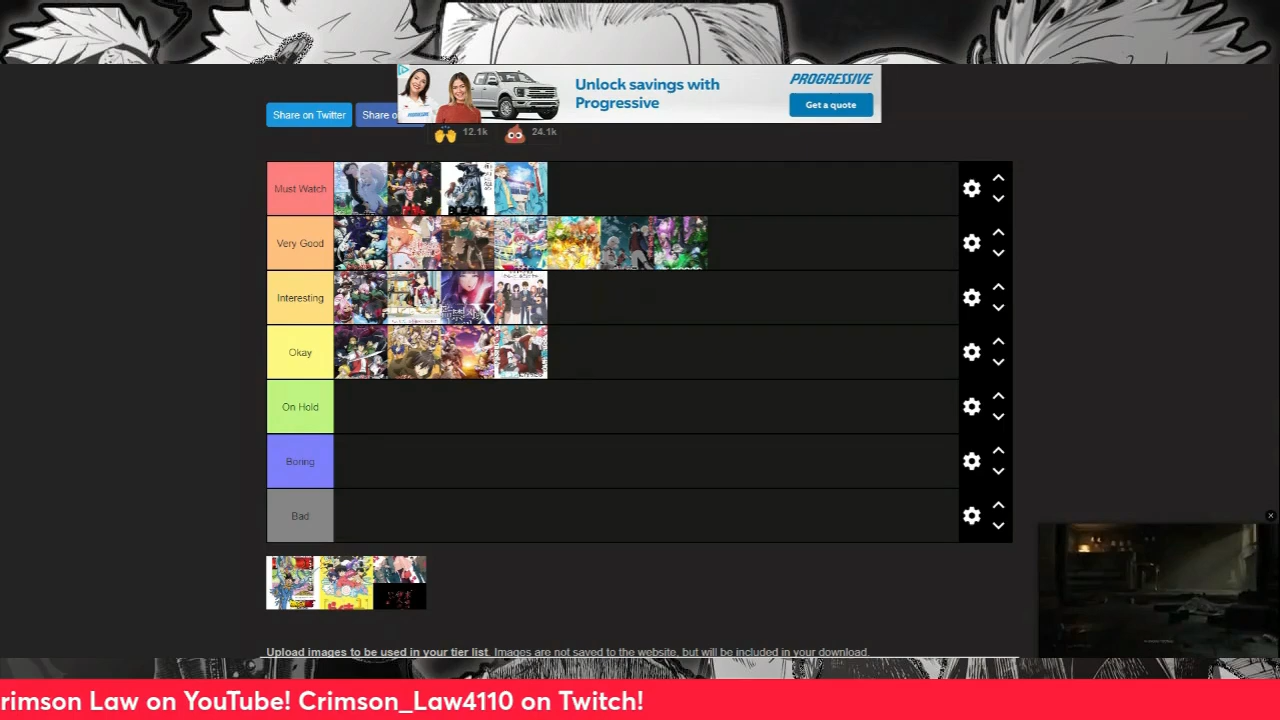 Unlock savings with
Progressive
PROGRESSIVE
Get a quote
Share on Twitter
Share o
12.1k
24.1k
Must Watch
BLEACH
Very Good
Interesting
Okay
On Hold
Boring
Bad
Upload images to be used in your tier list. Images are not saved to the website, but will be included in your download.
rimson Law on YouTube! Crimson_Law4110 on Twitch!